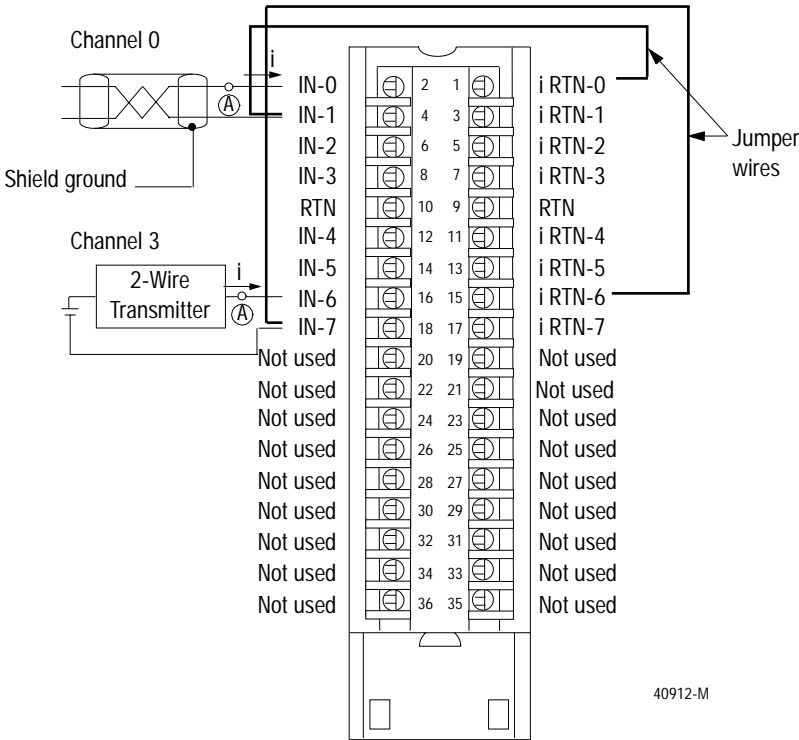 Channel 0
i
A
Shield ground
Channel 3
2-Wire
Transmitter
i
A
IN-0 2 1 i RTN-0
IN-1 4 3 i RTN-1
IN-2 6 5 i RTN-2
IN-3 8 7 i RTN-3
RTN 10 9 RTN
IN-4 12 11 i RTN-4
IN-5 14 13 i RTN-5
IN-6 16 15 i RTN-6
IN-7 18 17 i RTN-7
Not used 20 19 Not used
Not used 22 21 Not used
Not used 24 23 Not used
Not used 26 25 Not used
Not used 28 27 Not used
Not used 30 29 Not used
Not used 32 31 Not used
Not used 34 33 Not used
Not used 36 35 Not used
Jumper
wires
40912-M